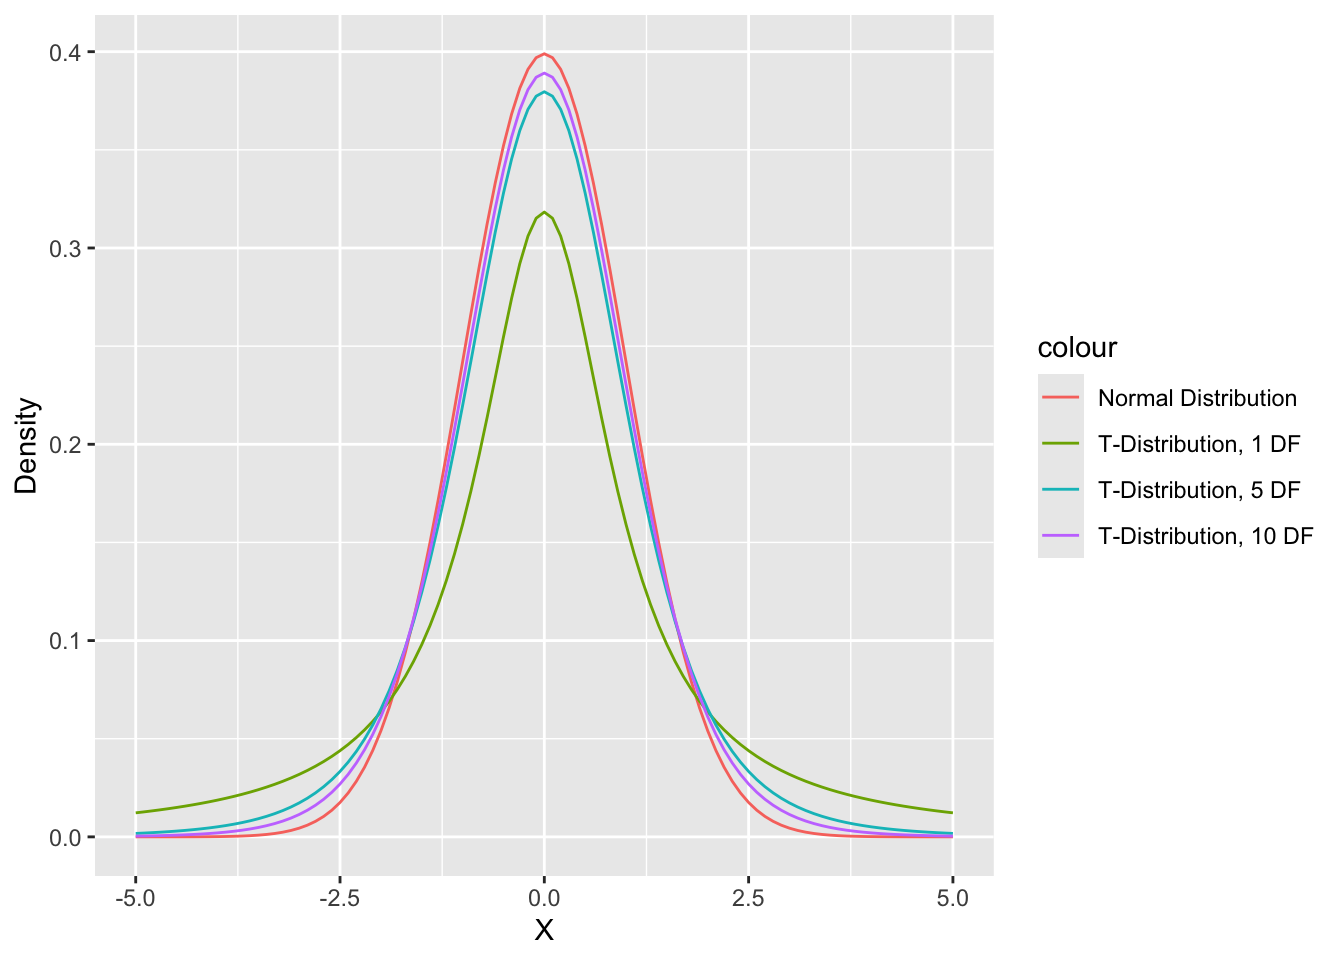 0.4
0.3
0.2
0.1
0.0
Density
-5.0
-2.5
0.0
2.5
5.0
X
colour
Normal Distribution
T-Distribution, 1 DF
T-Distribution, 5 DF
T-Distribution, 10 DF